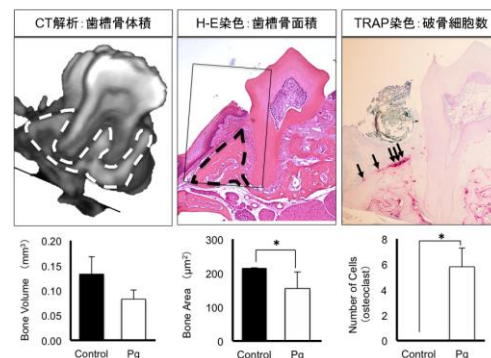 CT解析：歯槽骨体積
H-E染色：歯槽骨面積
TRAP染色：破骨細胞数
Bone Volume (mm³)
0.20
0.15
0.10
0.05
0.00
Control
Pg
Bone Area (μm²)
300
200
100
0
*
Control
Pg
Number of Cells (osteoclast)
8
6
4
2
0
*
Control
Pg